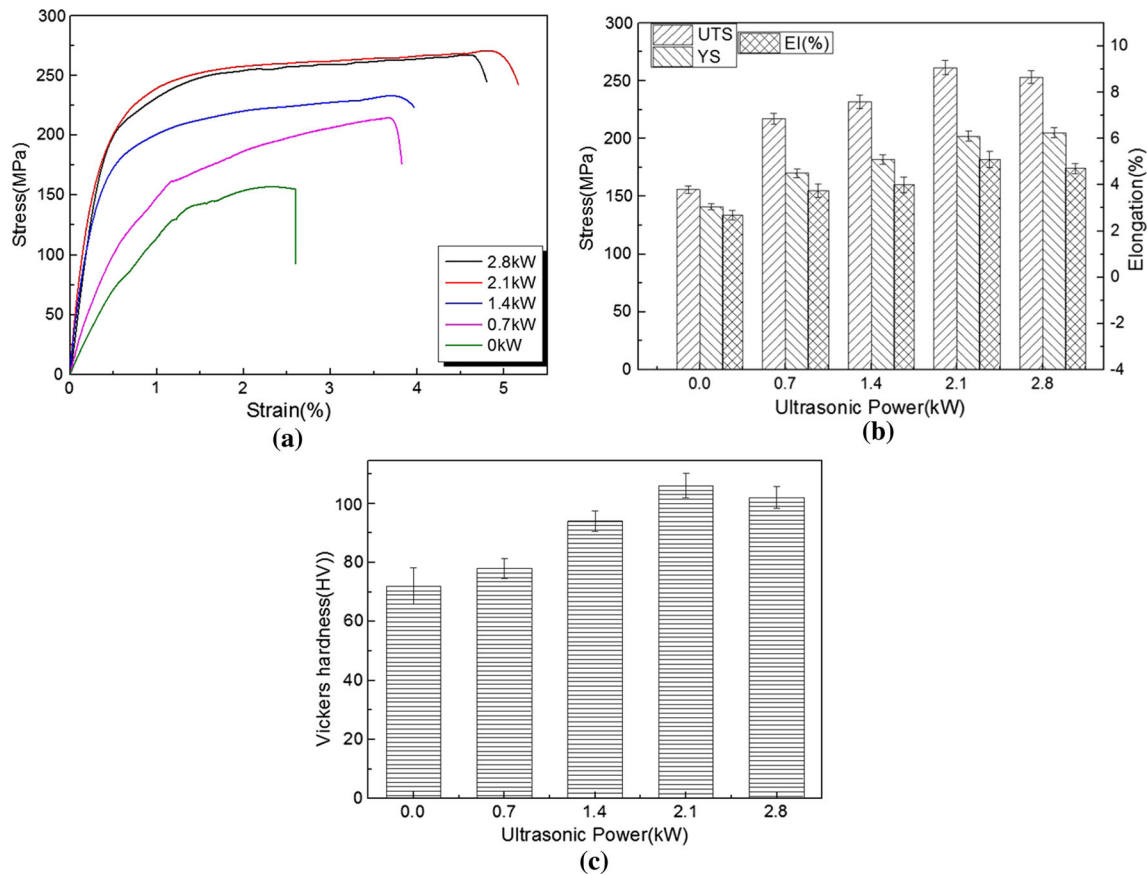 300
250
200
150
100
50
0
Stress(MPa)
0 1 2 3 4 5
Strain(%)
2.8kW
2.1kW
1.4kW
0.7kW
0kW
(a)
UTS
YS
El(%)
300
250
200
150
100
50
0
Stress(MPa)
10
8
6
4
2
0
-2
-4
Elongation(%)
0.0 0.7 1.4 2.1 2.8
Ultrasonic Power(kW)
(b)
100
80
60
40
20
0
Vickers hardness(HV))
0.0 0.7 1.4 2.1 2.8
Ultrasonic Power(kW)
(c)